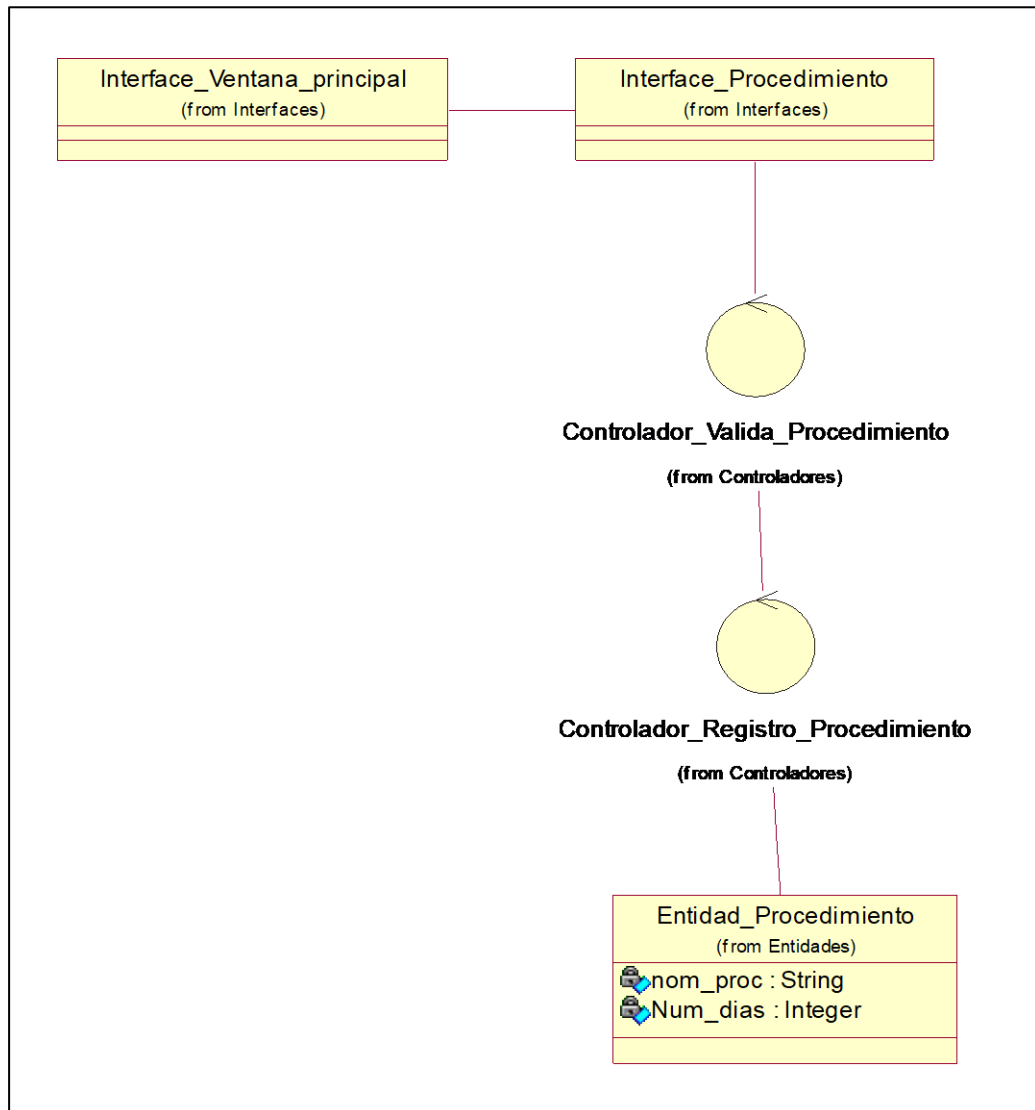 Interface_Ventana_principal
(from Interfaces)
Interface_Procedimiento
(from Interfaces)
Controlador_Valida_Procedimiento
(from Controladores)
Controlador_Registro_Procedimiento
(from Controladores)
Entidad_Procedimiento
(from Entidades)
nom_proc : String
Num_dias : Integer